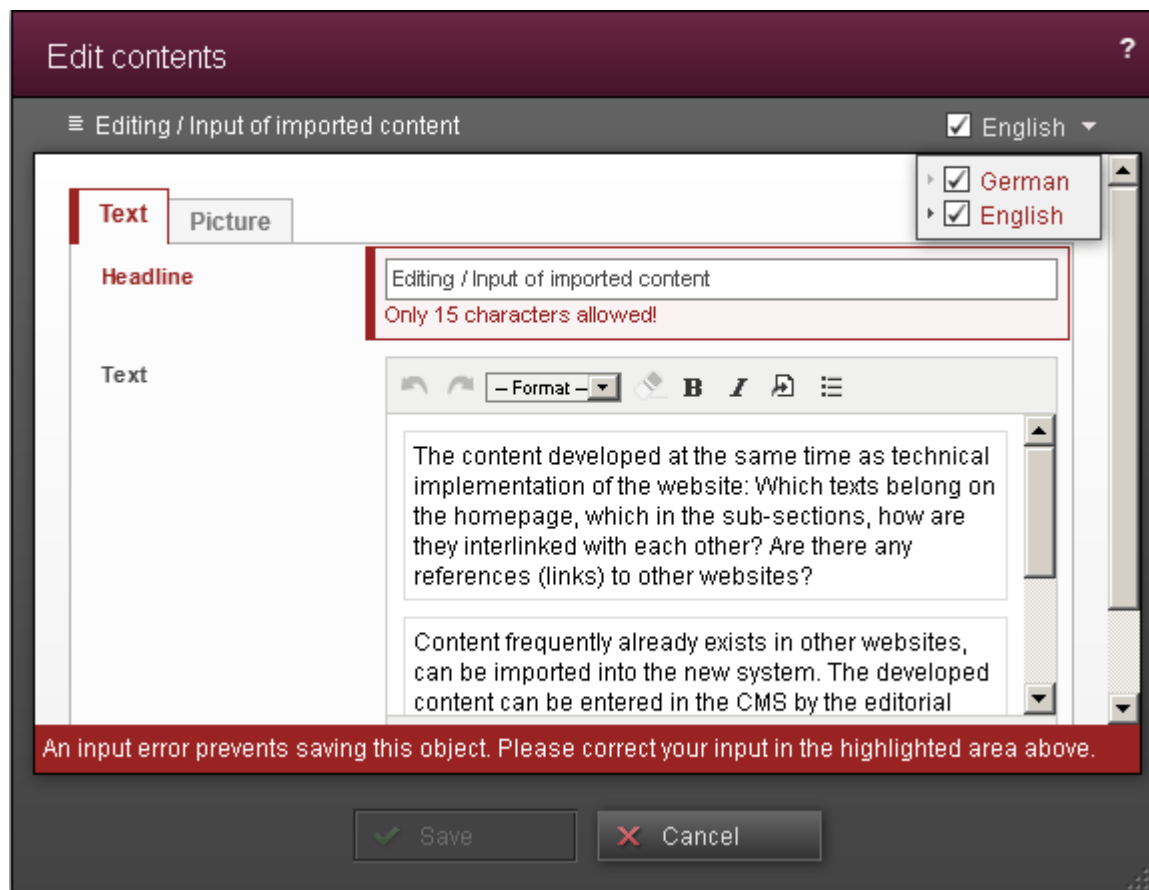 Edit contents
?
Editing / Input of imported content
English
German
English
Text
Picture
Headline
Editing / Input of imported content
Only 15 characters allowed!
Text
– Format –
B I
The content developed at the same time as technical
implementation of the website: Which texts belong on
the homepage, which in the sub-sections, how are
they interlinked with each other? Are there any
references (links) to other websites?
Content frequently already exists in other websites,
can be imported into the new system. The developed
content can be entered in the CMS by the editorial
An input error prevents saving this object. Please correct your input in the highlighted area above.
Save
Cancel